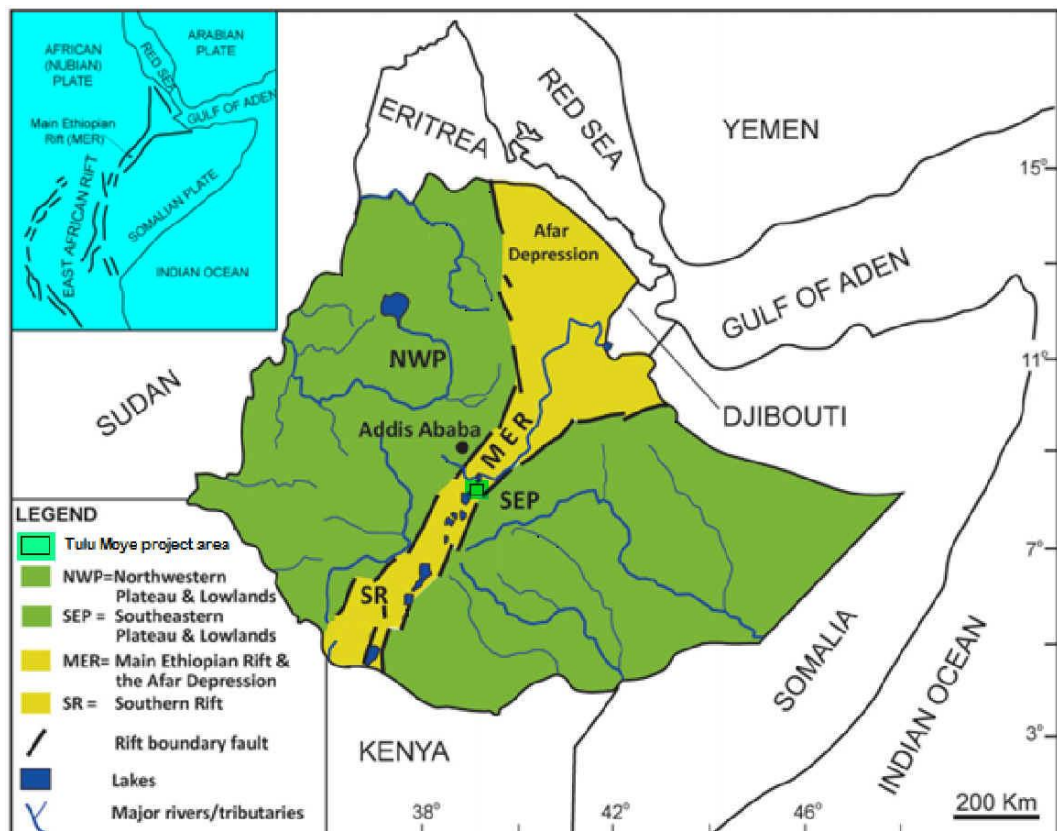 AFRICAN
(NUBIAN)
PLATE
ARABIAN
PLATE
RED SEA
GULF OF ADEN
Main Ethiopian
Rift (MER)
EAST AFRICAN RIFT
SOMALIAN PLATE
INDIAN OCEAN
ERITREA
RED SEA
YEMEN
15°
Afar
Depression
GULF OF ADEN
NWP
11°
SUDAN
DJIBOUTI
Addis Ababa
MER
SEP
7°
SR
SOMALIA
INDIAN OCEAN
3°
KENYA
38°
42°
46°
200 Km
LEGEND
Tulu Moye project area
NWP=Northwestern
Plateau & Lowlands
SEP = Southeastern
Plateau & Lowlands
MER= Main Ethiopian Rift &
the Afar Depression
SR = Southern Rift
Rift boundary fault
Lakes
Major rivers/tributaries